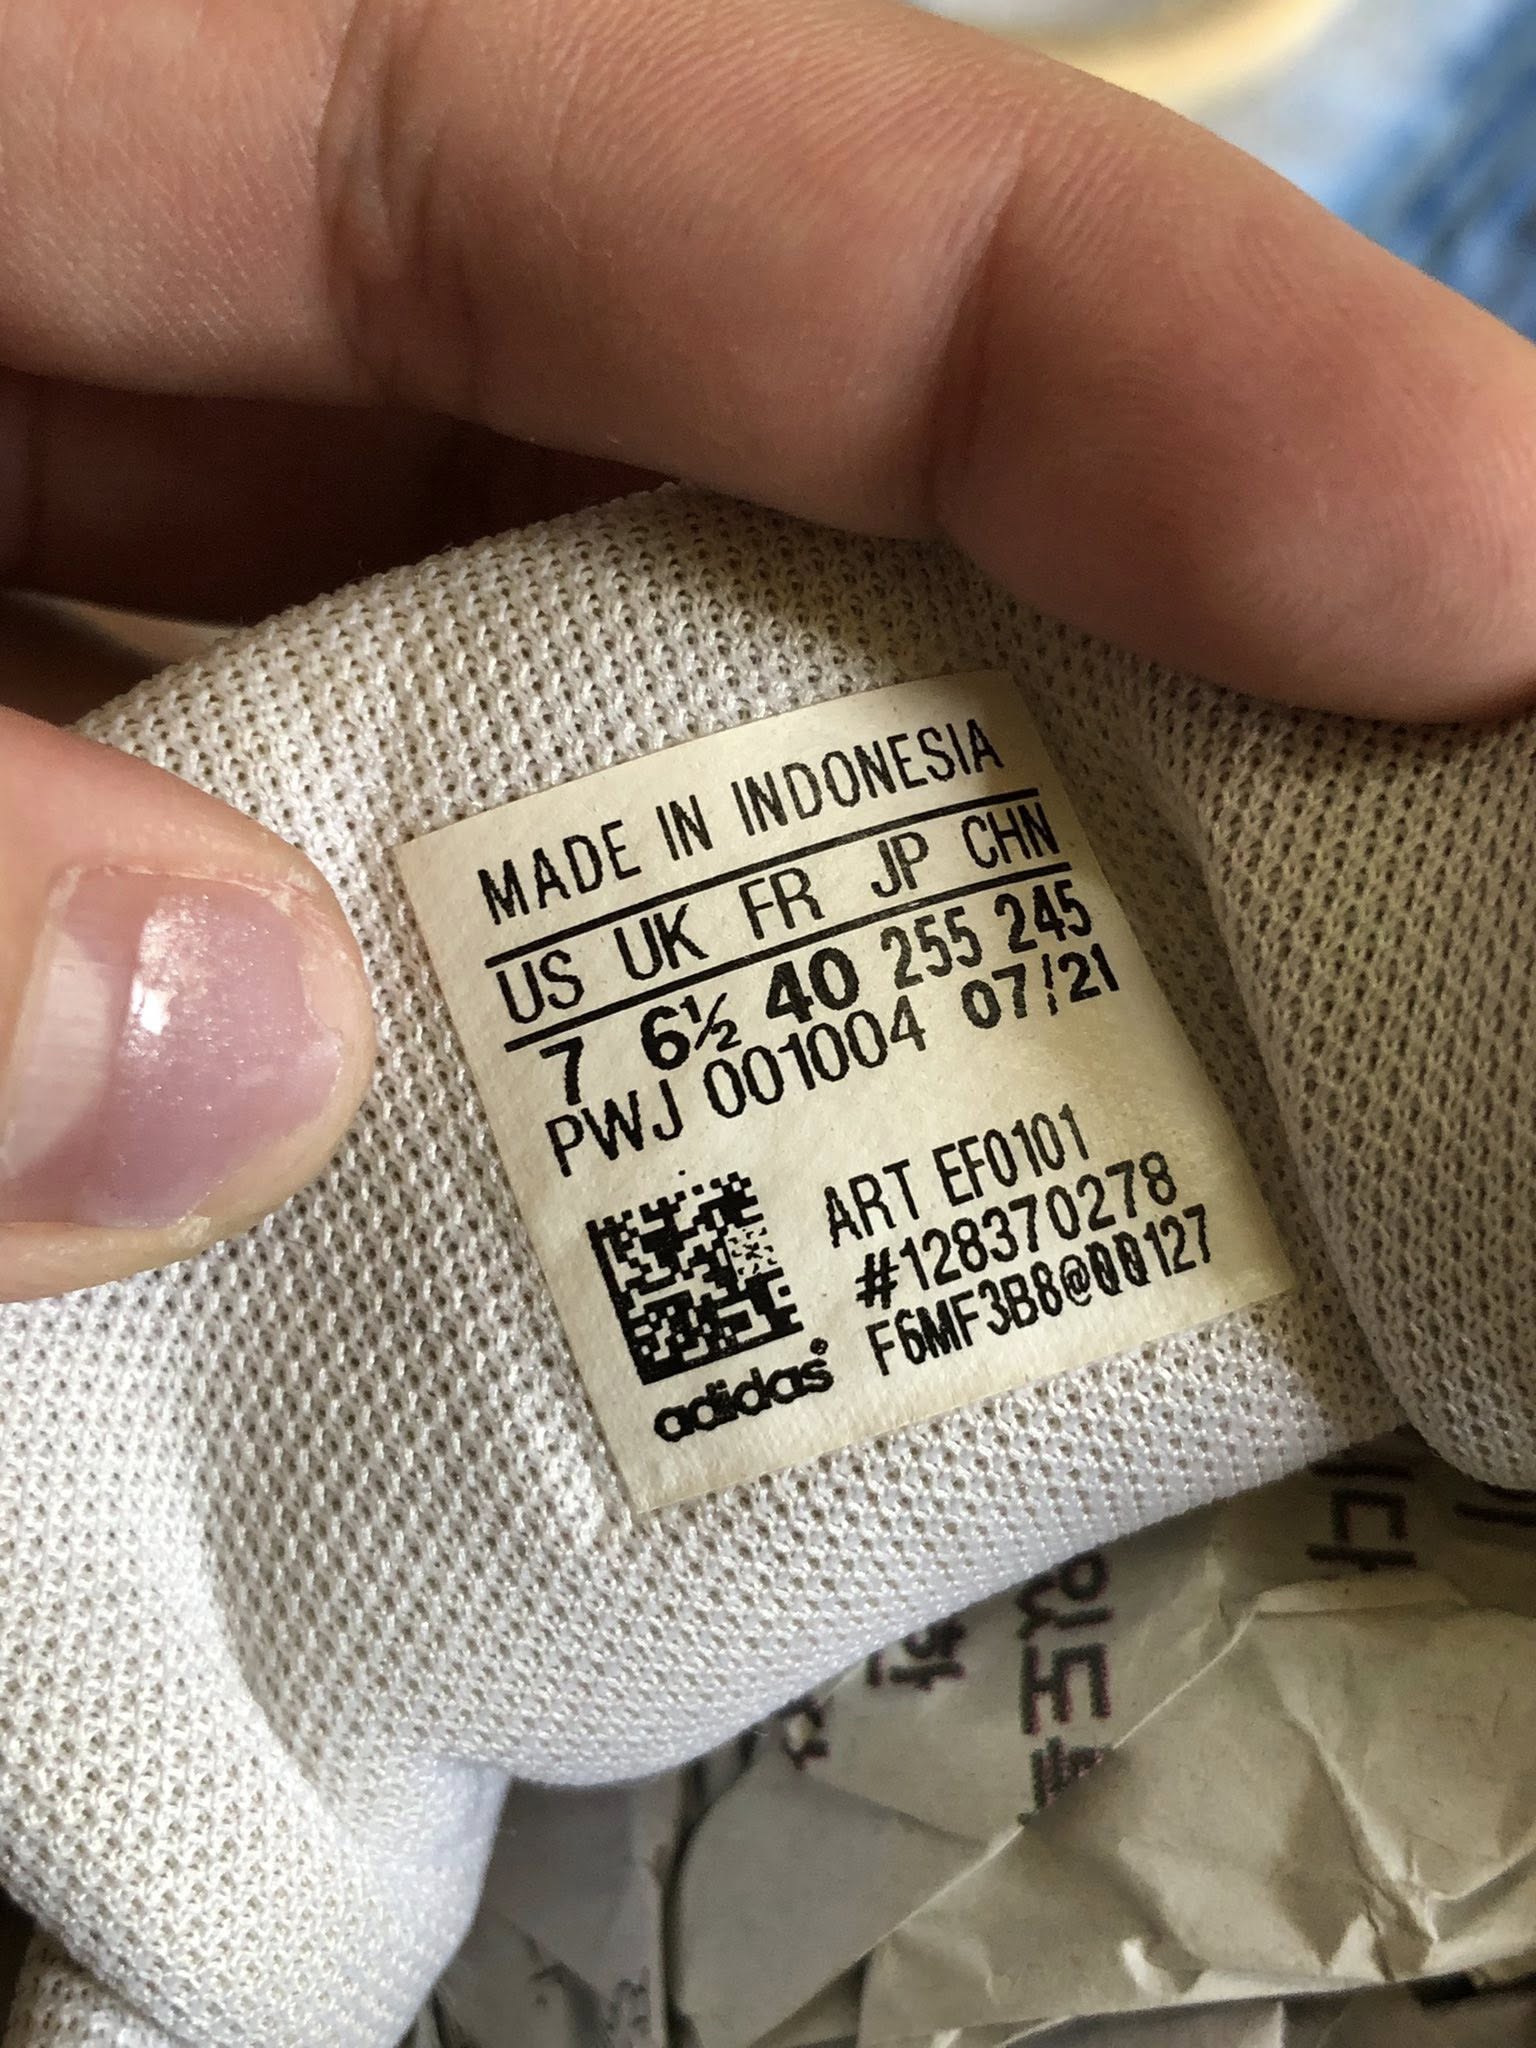 MADE IN INDONESIA
US UK FR JP CHN
7 6½ 40 255 245
PWJ 001004 07/21
ART EF0101
#128370278
F6MF3B8@00127
adidas®